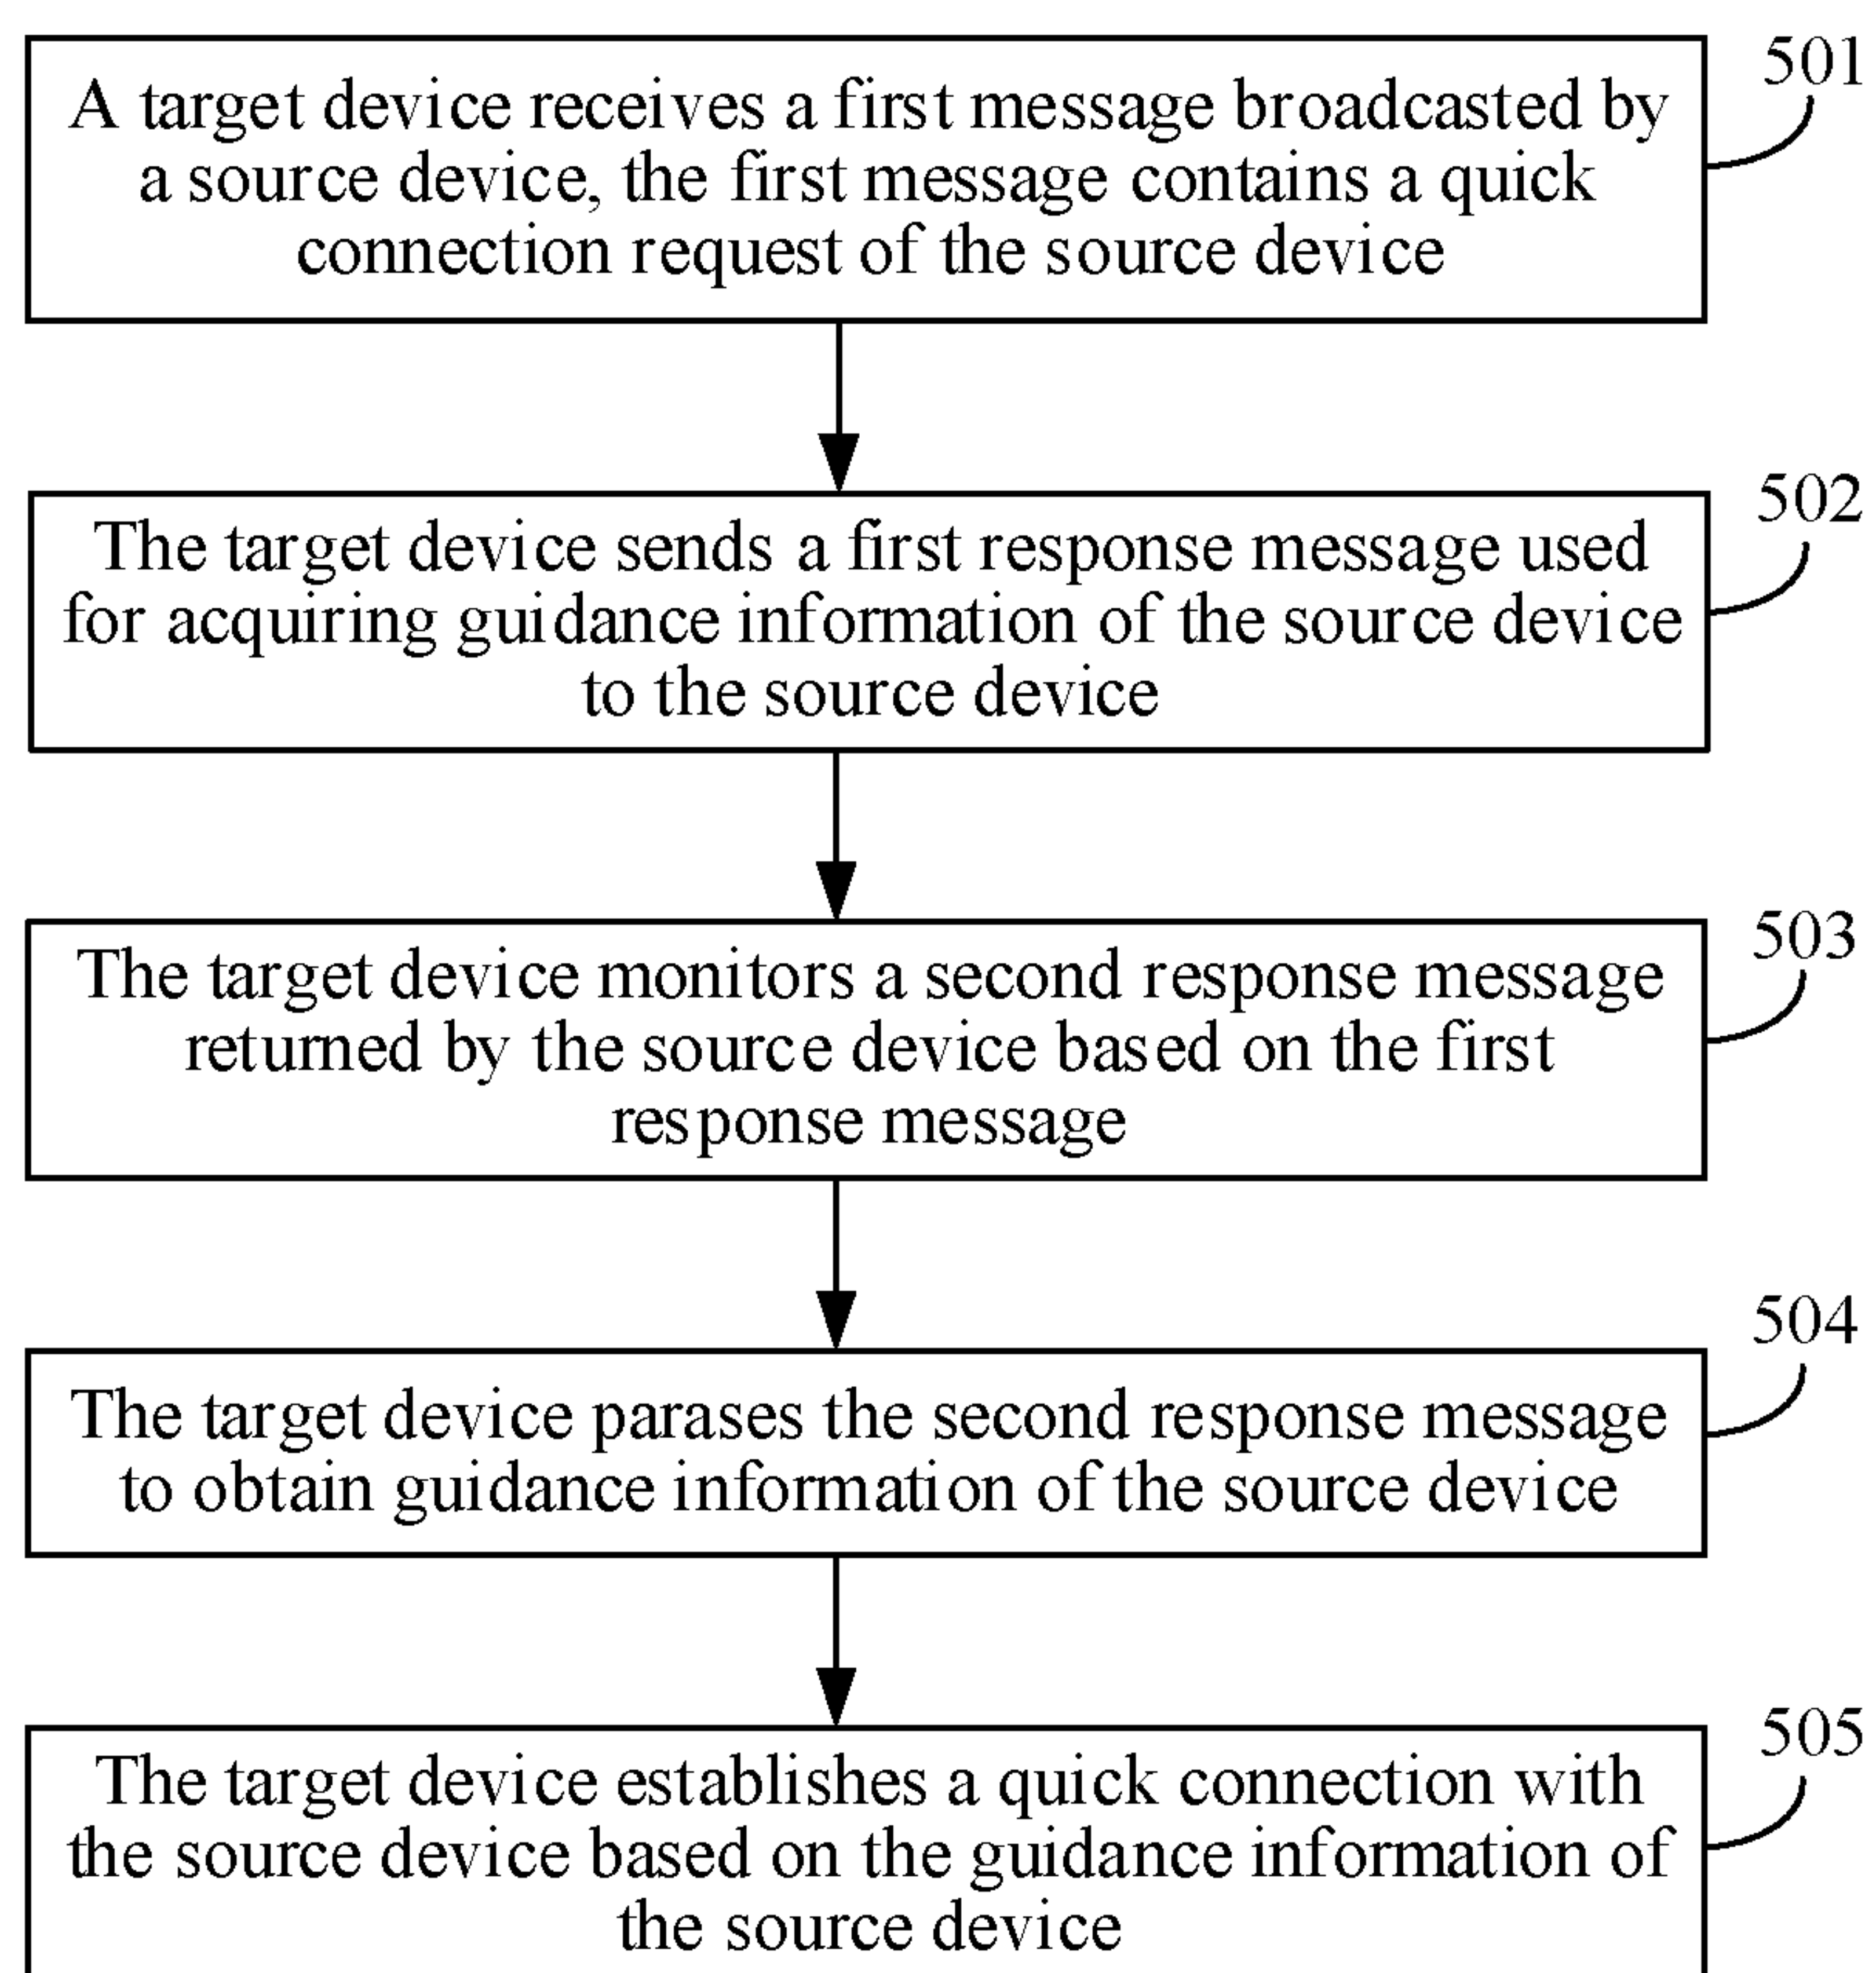 501
A target device receives a first message broadcasted by
a source device, the first message contains a quick
connection request of the source device
502
The target device sends a first response message used
for acquiring guidance information of the source device
to the source device
503
The target device monitors a second response message
returned by the source device based on the first
response message
504
The target device parases the second response message
to obtain guidance information of the source device
505
The target device establishes a quick connection with
the source device based on the guidance information of
the source device